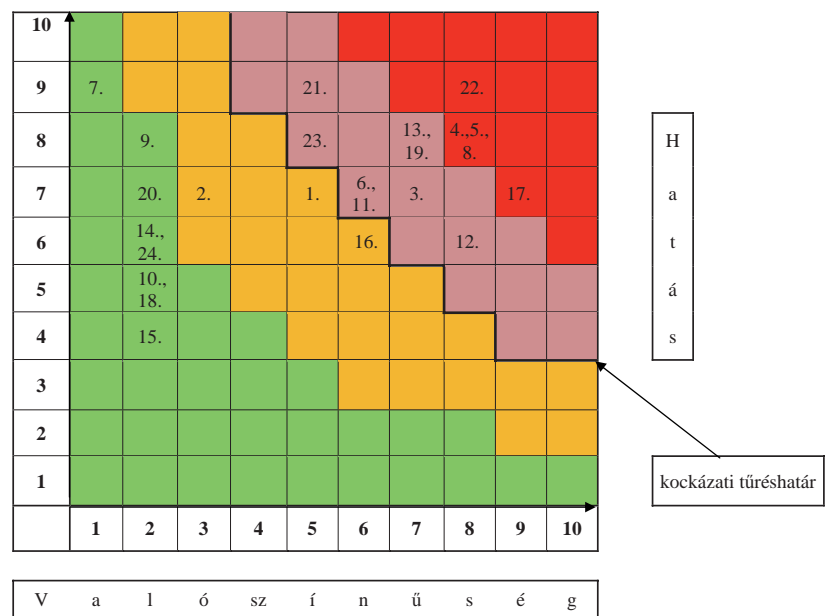 10
9 7. 21. 22.
8 9. 23. 13., 19. 4.,5., 8.
7 20. 2. 1. 6., 11. 3. 17.
6 14., 24. 16. 12.
5 10., 18.
4 15.
3
2
1
1 2 3 4 5 6 7 8 9 10
V a l ó sz í n ű s é g
H
a
t
á
s
kockázati tűréshatár